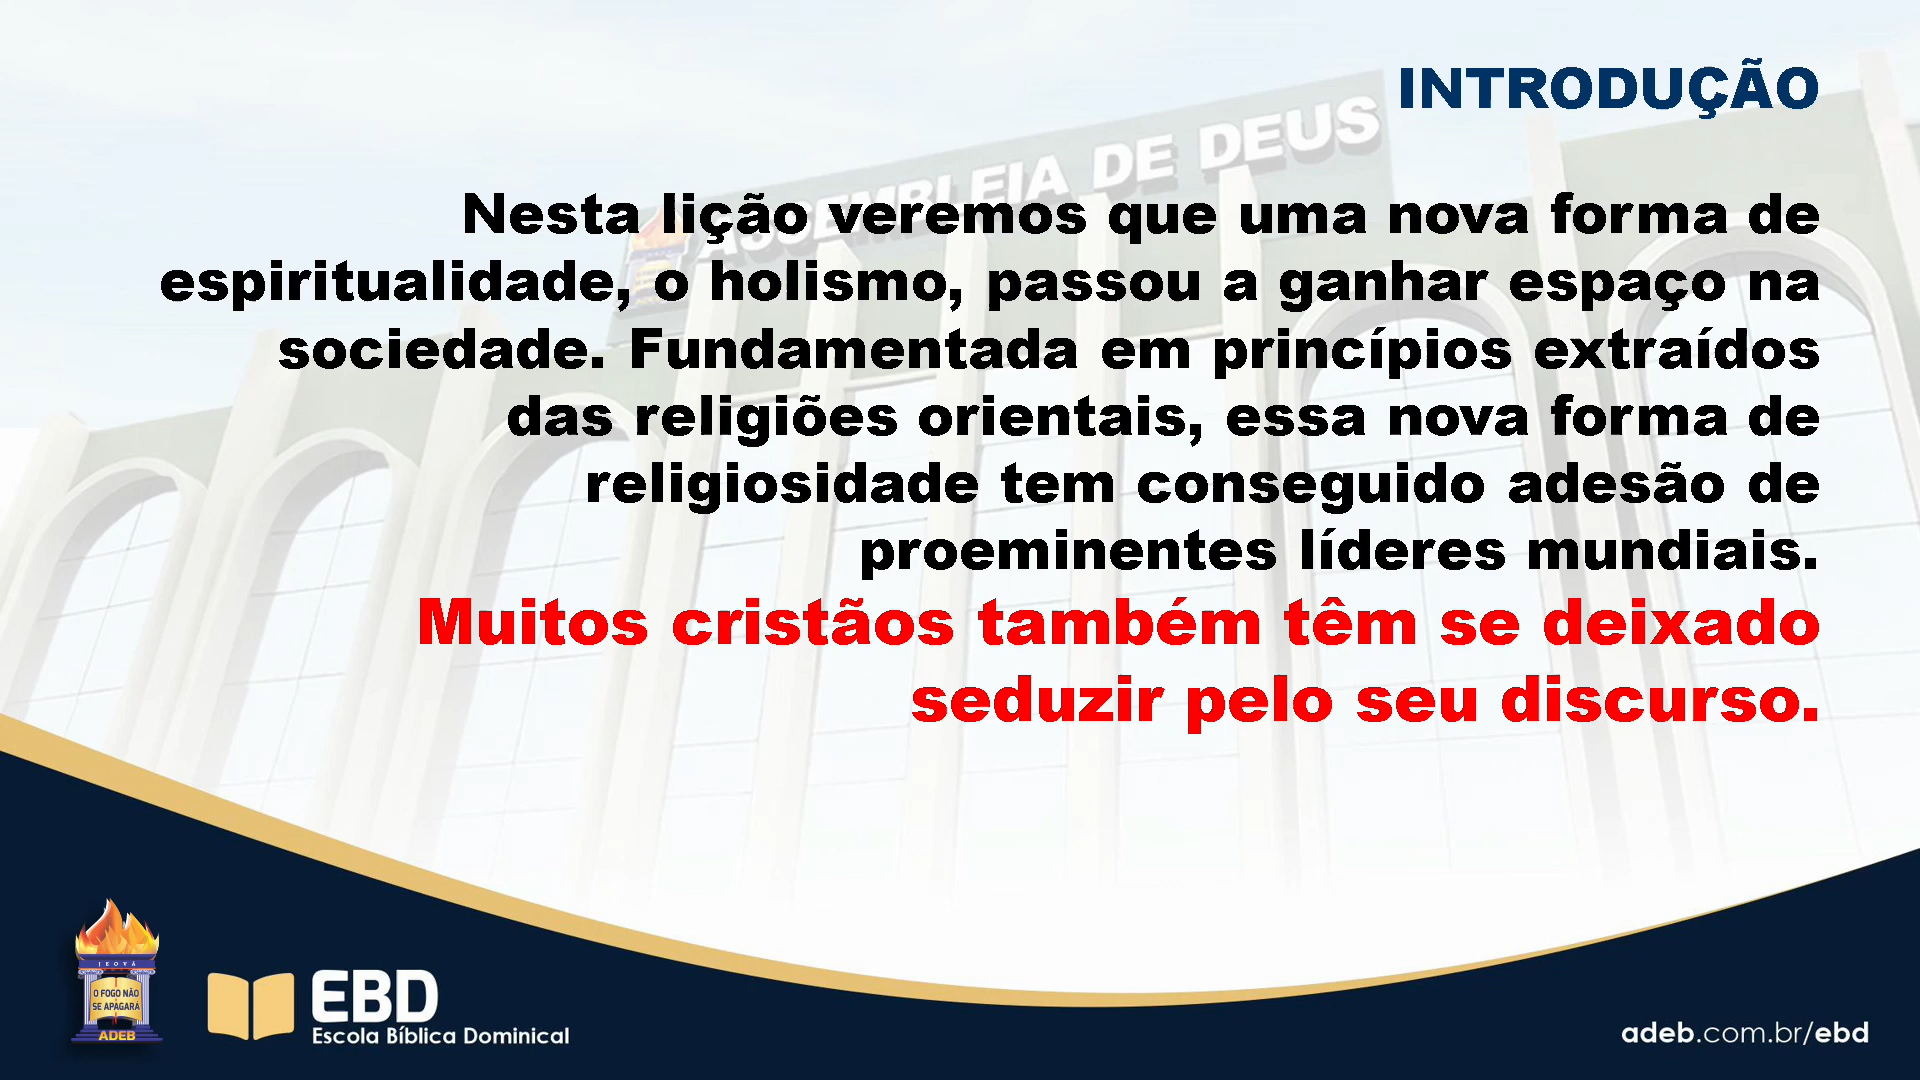 INTRODUÇÃO
ASSEMBLEIA DE DEUS
Nesta lição veremos que uma nova forma de
espiritualidade, o holismo, passou a ganhar espaço na
sociedade. Fundamentada em princípios extraídos
das religiões orientais, essa nova forma de
religiosidade tem conseguido adesão de
proeminentes líderes mundiais.
Muitos cristãos também têm se deixado
seduzir pelo seu discurso.
JEOVÁ
O FOGO NÃO
SE APAGARÁ
ADEB
EBD
Escola Bíblica Dominical
adeb.com.br/ebd